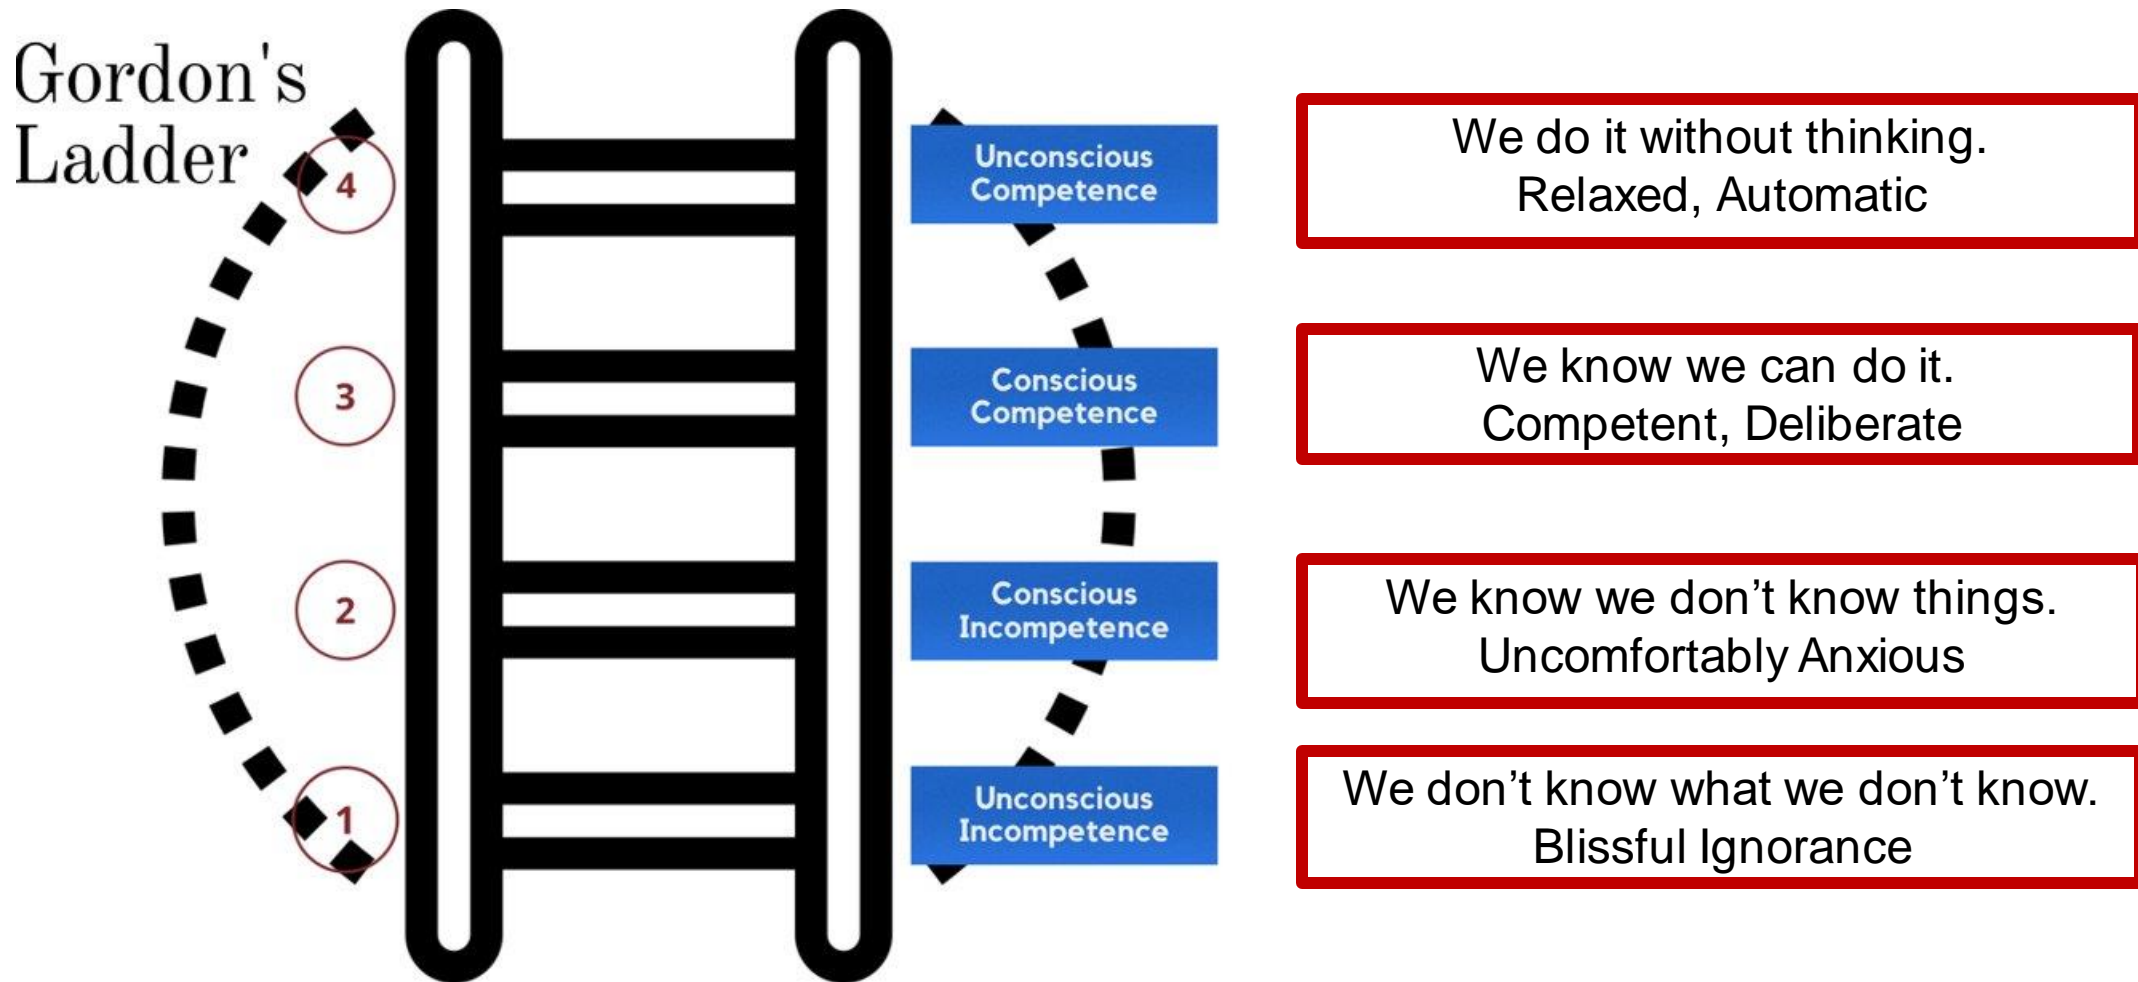 Gordon's
Ladder
4
Unconscious
Competence
We do it without thinking.
Relaxed, Automatic
3
Conscious
Competence
We know we can do it.
Competent, Deliberate
2
Conscious
Incompetence
We know we don’t know things.
Uncomfortably Anxious
1
Unconscious
Incompetence
We don’t know what we don’t know.
Blissful Ignorance